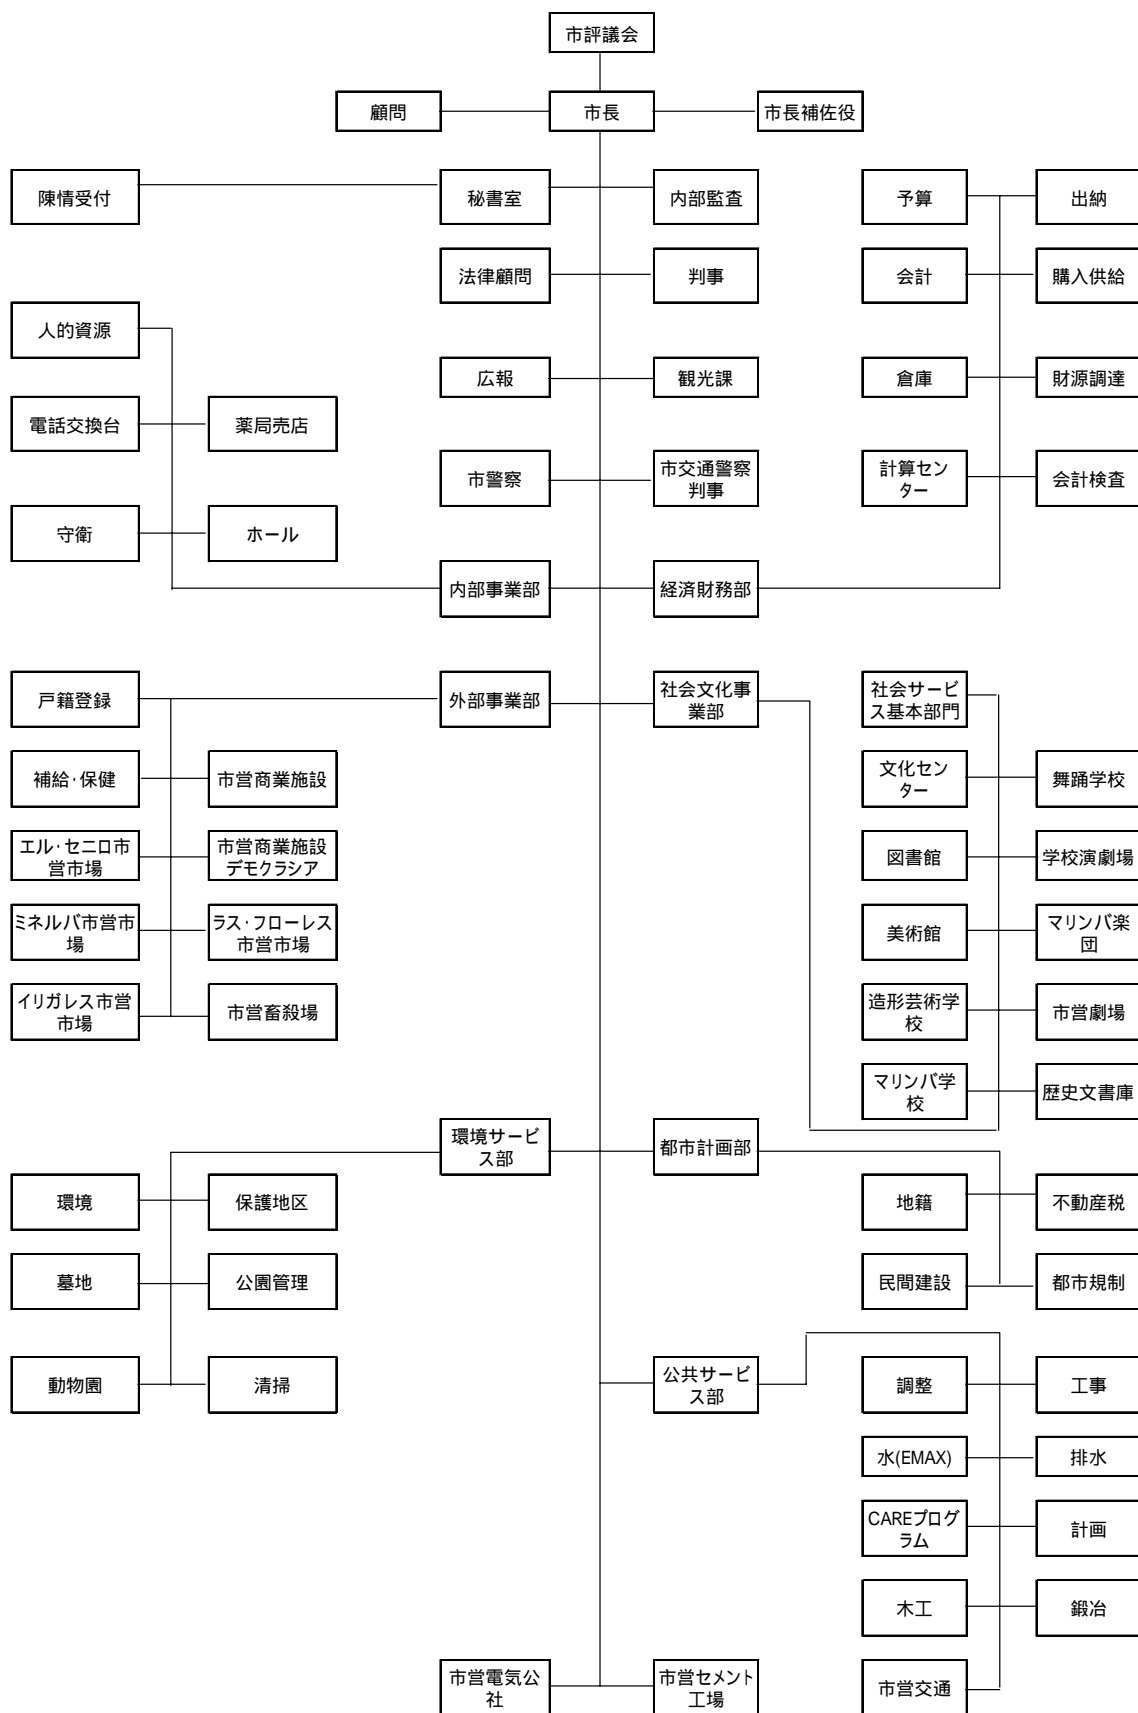 市評議会
顧問
市長
市長補佐役
陳情受付
秘書室
内部監査
予算
出納
法律顧問
判事
会計
購入供給
人的資源
広報
観光課
倉庫
財源調達
電話交換台
薬局売店
市警察
市交通警察
判事
計算セン
ター
会計検査
守衛
ホール
内部事業部
経済財務部
戸籍登録
外部事業部
社会文化事
業部
社会サービ
ス基本部門
補給・保健
市営商業施設
文化セン
ター
舞踊学校
エル・セニロ市
営市場
市営商業施設
デモクラシア
図書館
学校演劇場
ミネルバ市営市
場
ラス・フローレス
市営市場
美術館
マリンバ楽
団
イリガレス市営
市場
市営畜殺場
造形芸術学
校
市営劇場
マリンバ学
校
歴史文書庫
環境サービ
ス部
都市計画部
環境
保護地区
地籍
不動産税
墓地
公園管理
民間建設
都市規制
動物園
清掃
公共サービ
ス部
調整
工事
水(EMAX)
排水
CAREプログ
ラム
計画
木工
鍛冶
市営電気公
社
市営セメント
工場
市営交通